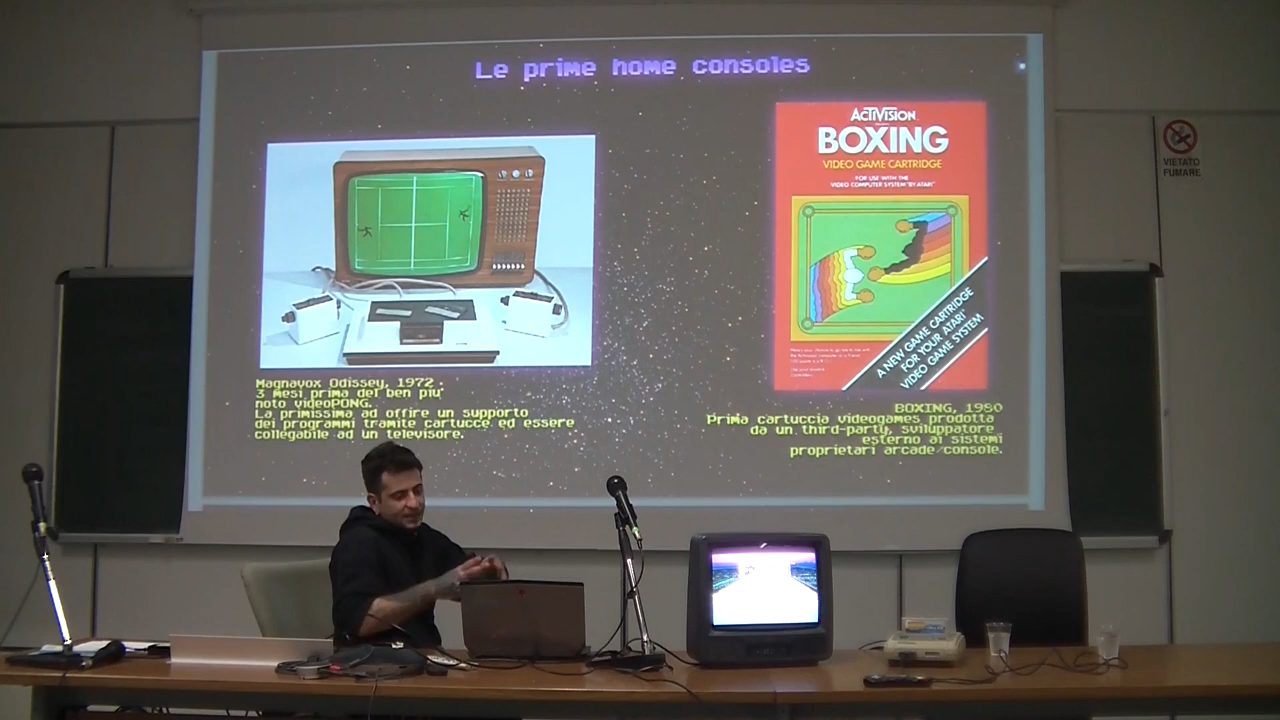 Le prime home consoles
ACTIVISION
BOXING
VIDEO GAME CARTRIDGE
FOR USE WITH THE
VIDEO COMPUTER SYSTEM™ BY ATARI®
A NEW GAME CARTRIDGE
FOR YOUR ATARI
VIDEO GAME SYSTEM
Magnavox Odissey, 1972.
3 mesi prima del ben piu'
noto videoPONG.
La primissima ad offire un supporto
dei programmi tramite cartucce ed essere
collegabile ad un televisore.
BOXING, 1980
Prima cartuccia videogames prodotta
da un third-party, sviluppatore
esterno ai sistemi
proprietari arcade/console.
VIETATO
FUMARE